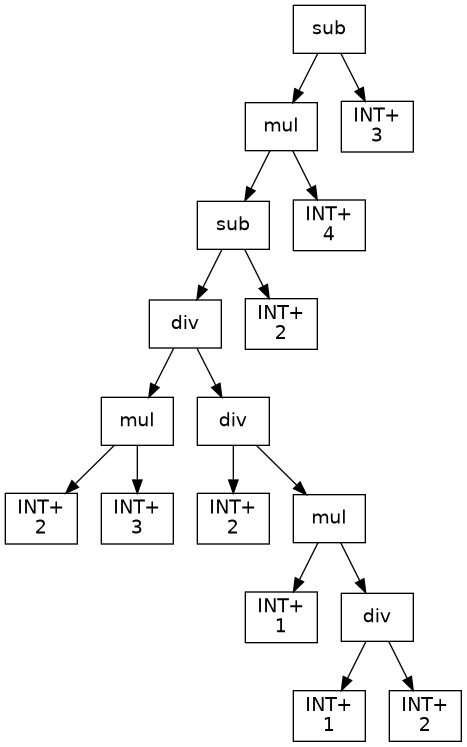 sub
mul
INT+
3
sub
INT+
4
div
INT+
2
mul
div
INT+
2
INT+
3
INT+
2
mul
INT+
1
div
INT+
1
INT+
2